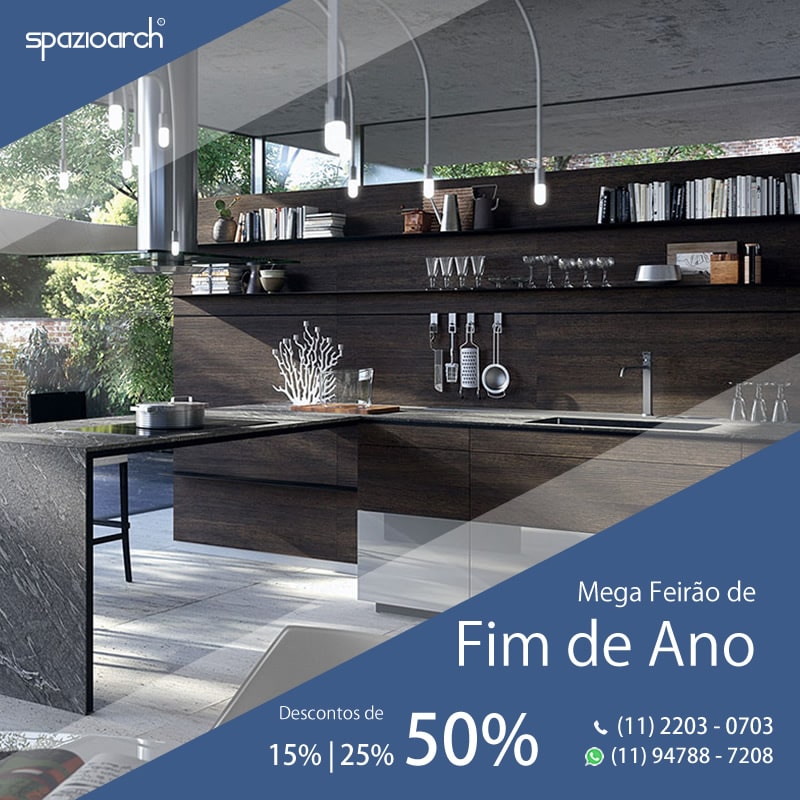 spazioarch
Mega Feirão de
Fim de Ano
Descontos de
15% | 25% 50%
(11) 2203 - 0703
(11) 94788 - 7208